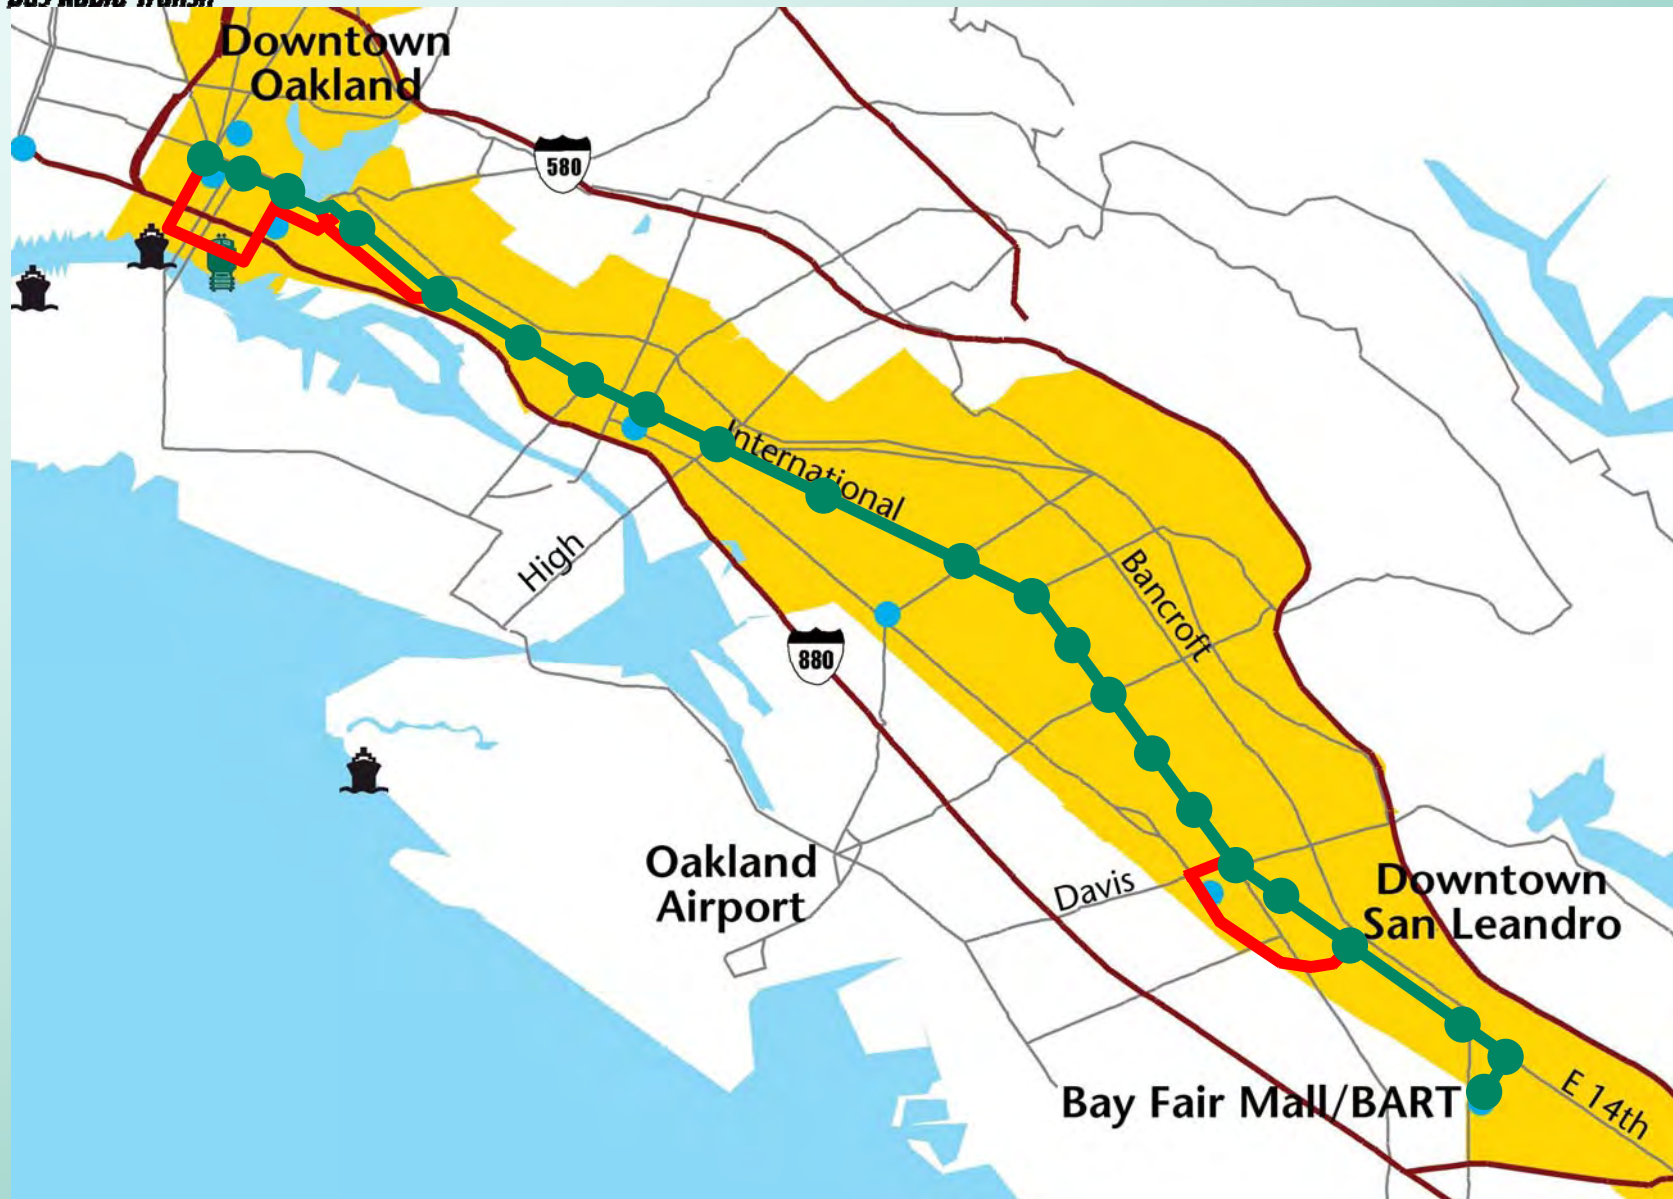 Downtown
Oakland
580
International
High
Bancroft
880
Oakland
Airport
Davis
Downtown
San Leandro
Bay Fair Mall/BART
E 14th